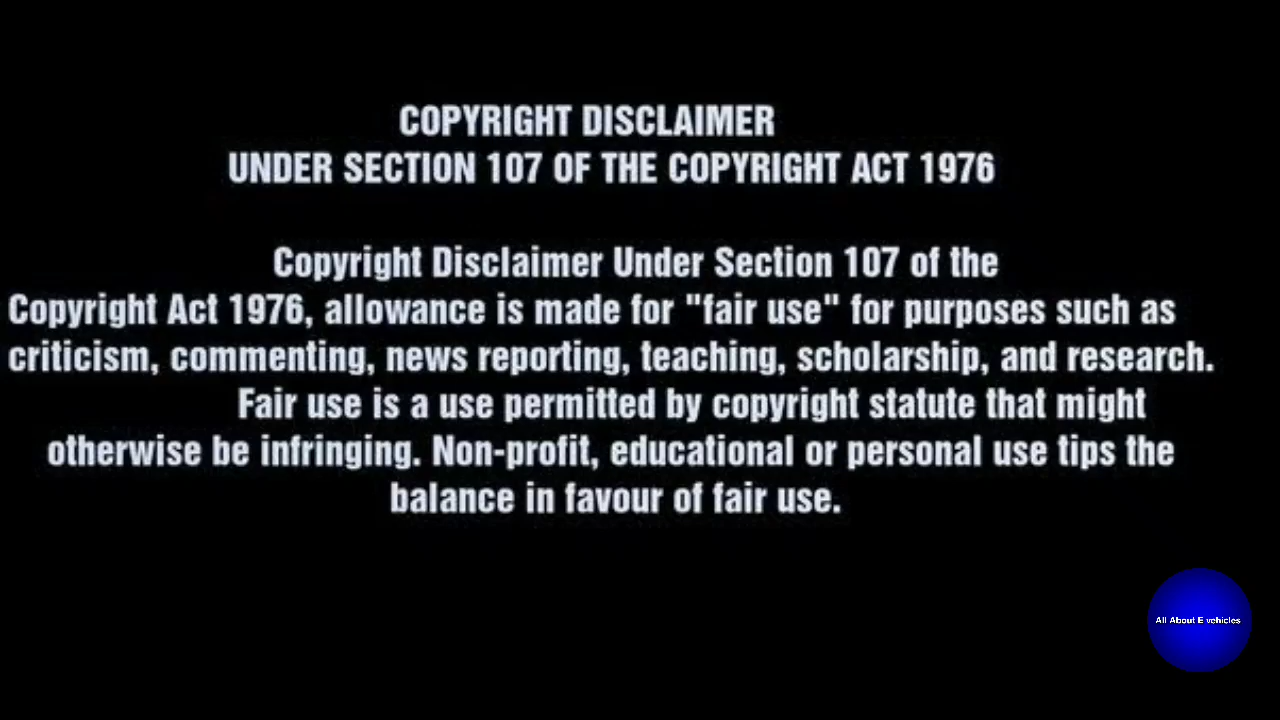 COPYRIGHT DISCLAIMER
UNDER SECTION 107 OF THE COPYRIGHT ACT 1976
Copyright Disclaimer Under Section 107 of the
Copyright Act 1976, allowance is made for "fair use" for purposes such as
criticism, commenting, news reporting, teaching, scholarship, and research.
Fair use is a use permitted by copyright statute that might
otherwise be infringing. Non-profit, educational or personal use tips the
balance in favour of fair use.
All About E vehicles